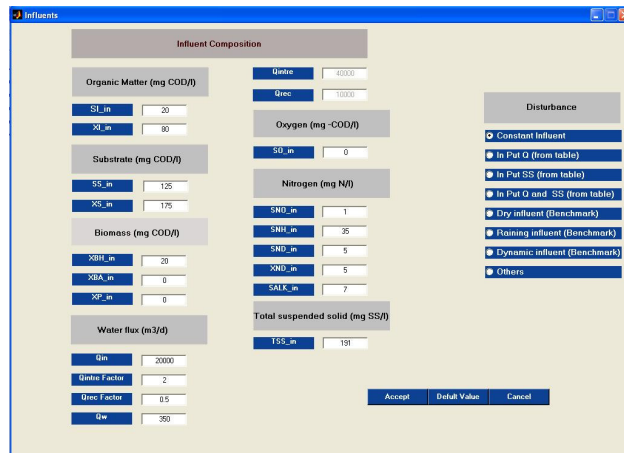 Influents
Influent Composition
Organic Matter (mg COD/l)
SI_in 20
XI_in 80
Substrate (mg COD/l)
SS_in 125
XS_in 175
Biomass (mg COD/l)
XBH_in 20
XBA_in 0
XP_in 0
Water flux (m3/d)
Qin 20000
Qintre Factor 2
Qrec Factor 0.5
Qw 350
Qintre 40000
Qrec 10000
Oxygen (mg -COD/l)
SO_in 0
Nitrogen (mg N/l)
SNO_in 1
SNH_in 35
SND_in 5
XND_in 5
SALK_in 7
Total suspended solid (mg SS/l)
TSS_in 191
Disturbance
Constant Influent
In Put Q (from table)
In Put SS (from table)
In Put Q and SS (from table)
Dry influent (Benchmark)
Raining influent (Benchmark)
Dynamic influent (Benchmark)
Others
Accept Defult Value Cancel